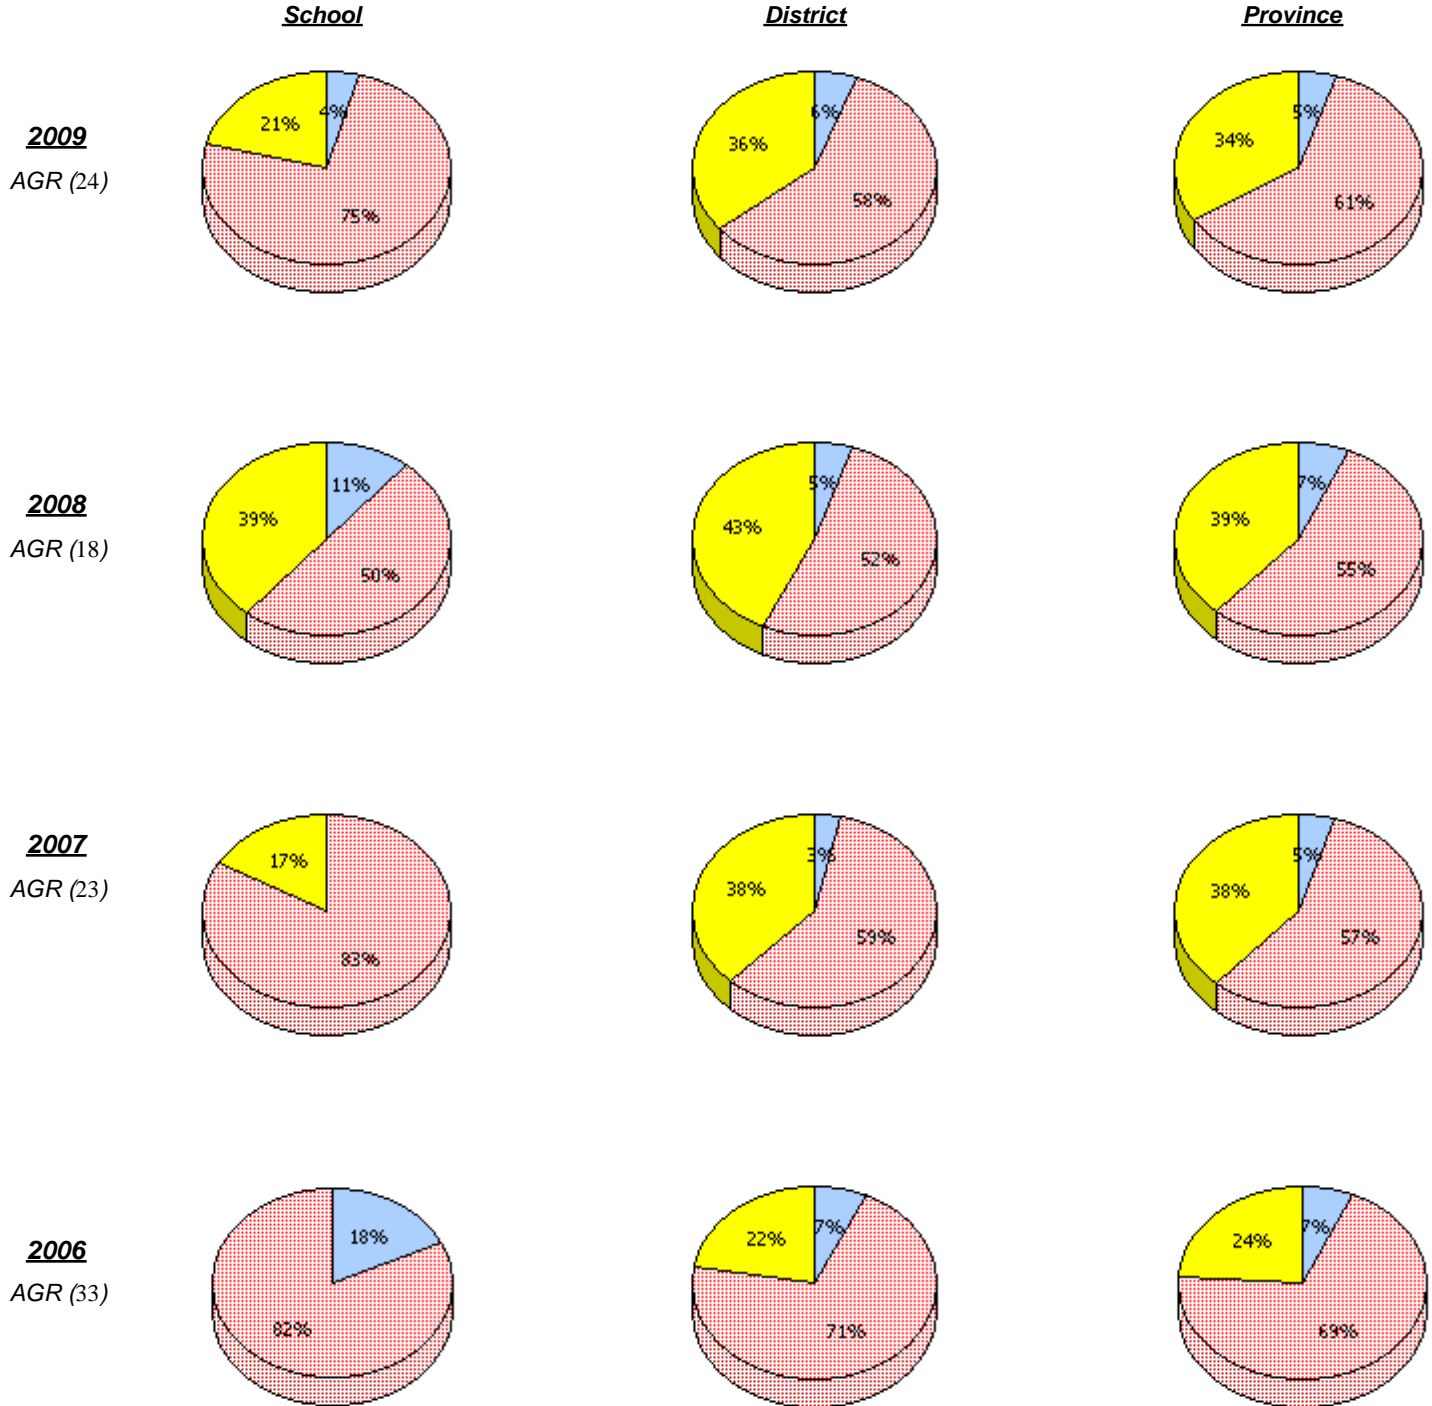 School District Province
4% 6% 5%
21% 36% 34%
2009
AGR (24)
75% 58% 61%
11% 5% 7%
39% 43% 39%
2008
AGR (18)
50% 52% 55%
17% 3% 5%
2007
38% 38%
AGR (23)
83% 59% 57%
18% 7% 7%
22% 24%
2006
AGR (33)
82% 71% 69%